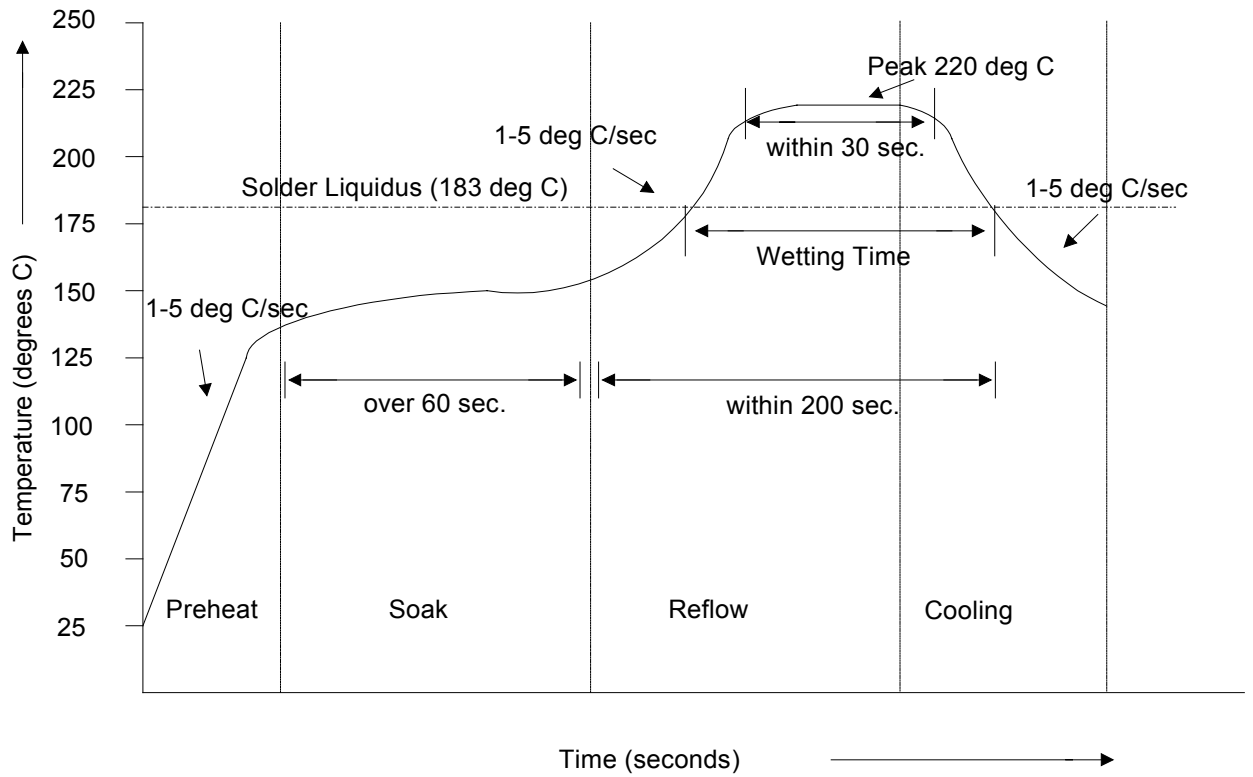 250
Peak 220 deg C
225
1-5 deg C/sec
within 30 sec.
200
Solder Liquidus (183 deg C)
1-5 deg C/sec
175
Wetting Time
150
1-5 deg C/sec
125
over 60 sec.
within 200 sec.
100
75
50
Preheat
Soak
Reflow
Cooling
25
Temperature (degrees C)
Time (seconds)